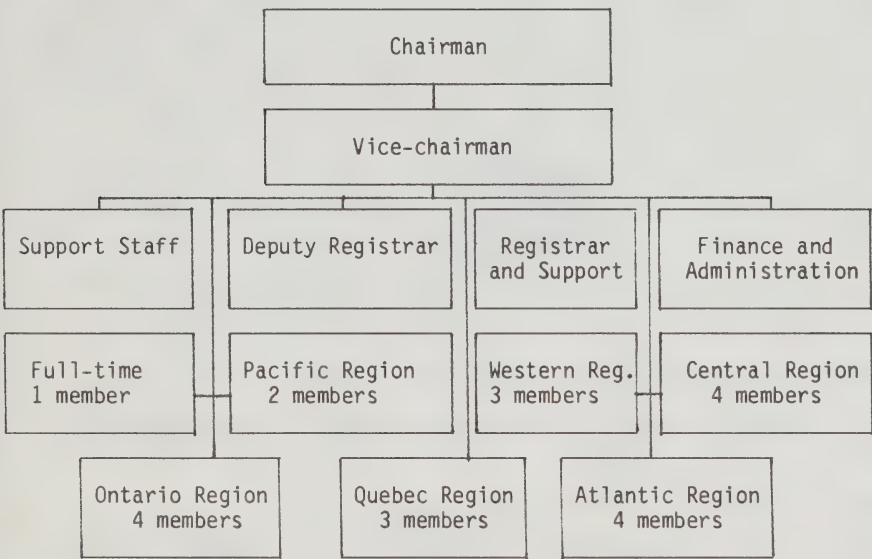 Chairman
Vice-chairman
Support Staff
Deputy Registrar
Registrar
and Support
Finance and
Administration
Full-time
1 member
Pacific Region
2 members
Western Reg.
3 members
Central Region
4 members
Ontario Region
4 members
Quebec Region
3 members
Atlantic Region
4 members